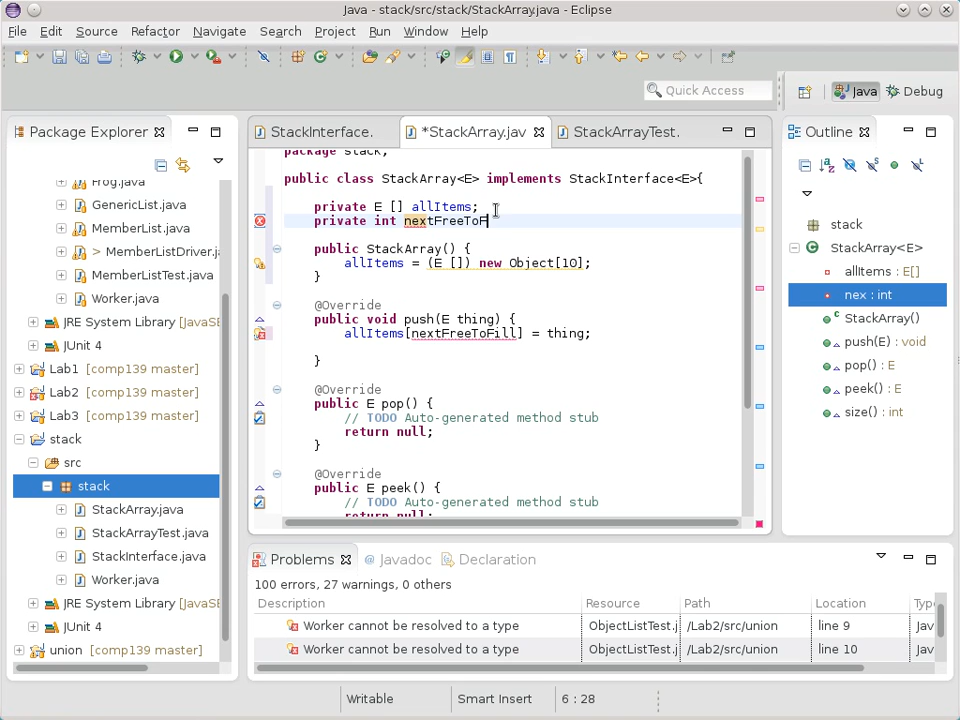 Java - stack/src/stack/StackArray.java - Eclipse
File Edit Source Refactor Navigate Search Project Run Window Help
Quick Access
Java
Debug
Package Explorer
Frog.java
GenericList.java
MemberList.java
> MemberListDriver.j
MemberListTest.java
Worker.java
JRE System Library [JavaSE
JUnit 4
Lab1 [comp139 master]
Lab2 [comp139 master]
Lab3 [comp139 master]
stack
src
stack
StackArray.java
StackArrayTest.java
StackInterface.java
Worker.java
JRE System Library [JavaSE
JUnit 4
union [comp139 master]
StackInterface.
*StackArray.jav
StackArrayTest.
package stack;
public class StackArray<E> implements StackInterface<E>{
private E [] allItems;
private int nextFreeToF
public StackArray() {
allItems = (E []) new Object[10];
}
@Override
public void push(E thing) {
allItems[nextFreeToFill] = thing;
}
@Override
public E pop() {
// TODO Auto-generated method stub
return null;
}
@Override
public E peek() {
// TODO Auto-generated method stub
return null;
Outline
stack
StackArray<E>
allItems : E[]
nex : int
StackArray()
push(E) : void
pop() : E
peek() : E
size() : int
Problems
@ Javadoc
Declaration
100 errors, 27 warnings, 0 others
Description Resource Path Location Type
Worker cannot be resolved to a type ObjectListTest.j /Lab2/src/union line 9 Jav
Worker cannot be resolved to a type ObjectListTest.j /Lab2/src/union line 10 Jav
Writable
Smart Insert
6 : 28